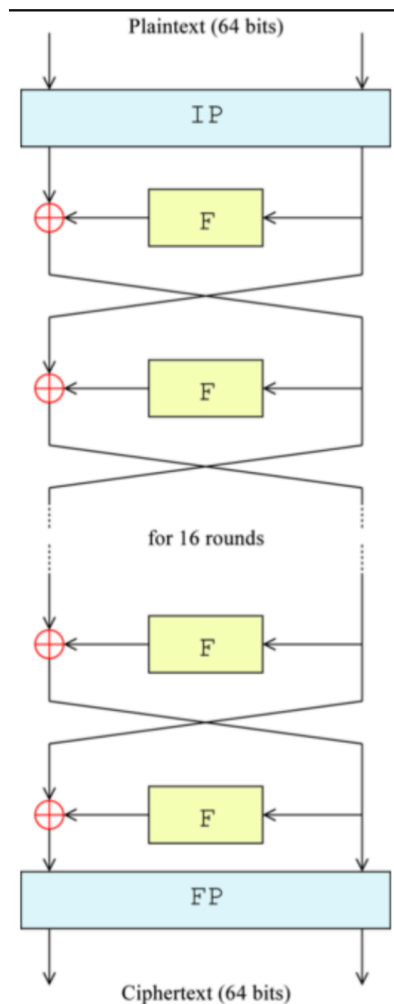 Plaintext (64 bits)
IP
F
F
for 16 rounds
F
F
FP
Ciphertext (64 bits)